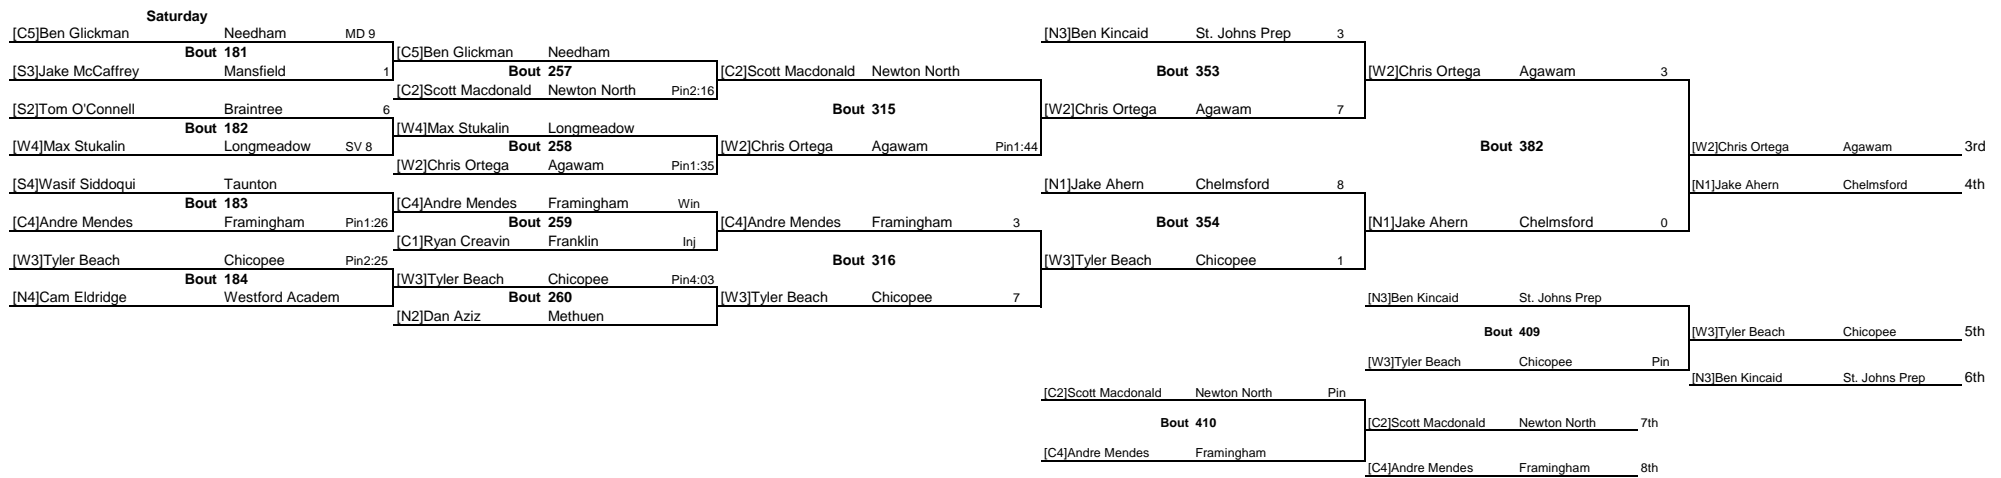 Saturday
[C5]Ben Glickman Needham MD 9 [N3]Ben Kincaid St. Johns Prep 3
Bout 181 [C5]Ben Glickman Needham
[S3]Jake McCaffrey Mansfield 1 Bout 257 [C2]Scott Macdonald Newton North Bout 353 [W2]Chris Ortega Agawam 3
[C2]Scott Macdonald Newton North Pin2:16
[S2]Tom O'Connell Braintree 6 Bout 315 [W2]Chris Ortega Agawam 7
Bout 182 [W4]Max Stukalin Longmeadow
[W4]Max Stukalin Longmeadow SV 8 Bout 258 [W2]Chris Ortega Agawam Pin1:44 Bout 382 [W2]Chris Ortega Agawam 3rd
[W2]Chris Ortega Agawam Pin1:35
[S4]Wasif Siddoqui Taunton [N1]Jake Ahern Chelmsford 8 [N1]Jake Ahern Chelmsford 4th
Bout 183 [C4]Andre Mendes Framingham Win
[C4]Andre Mendes Framingham Pin1:26 Bout 259 [C4]Andre Mendes Framingham 3 Bout 354 [N1]Jake Ahern Chelmsford 0
[C1]Ryan Creavin Franklin Inj
[W3]Tyler Beach Chicopee Pin2:25 Bout 316 [W3]Tyler Beach Chicopee 1
Bout 184 [W3]Tyler Beach Chicopee Pin4:03
[N4]Cam Eldridge Westford Academ Bout 260 [W3]Tyler Beach Chicopee 7 [N3]Ben Kincaid St. Johns Prep
[N2]Dan Aziz Methuen
Bout 409 [W3]Tyler Beach Chicopee 5th
[W3]Tyler Beach Chicopee Pin
[N3]Ben Kincaid St. Johns Prep 6th
[C2]Scott Macdonald Newton North Pin
Bout 410 [C2]Scott Macdonald Newton North 7th
[C4]Andre Mendes Framingham
[C4]Andre Mendes Framingham 8th